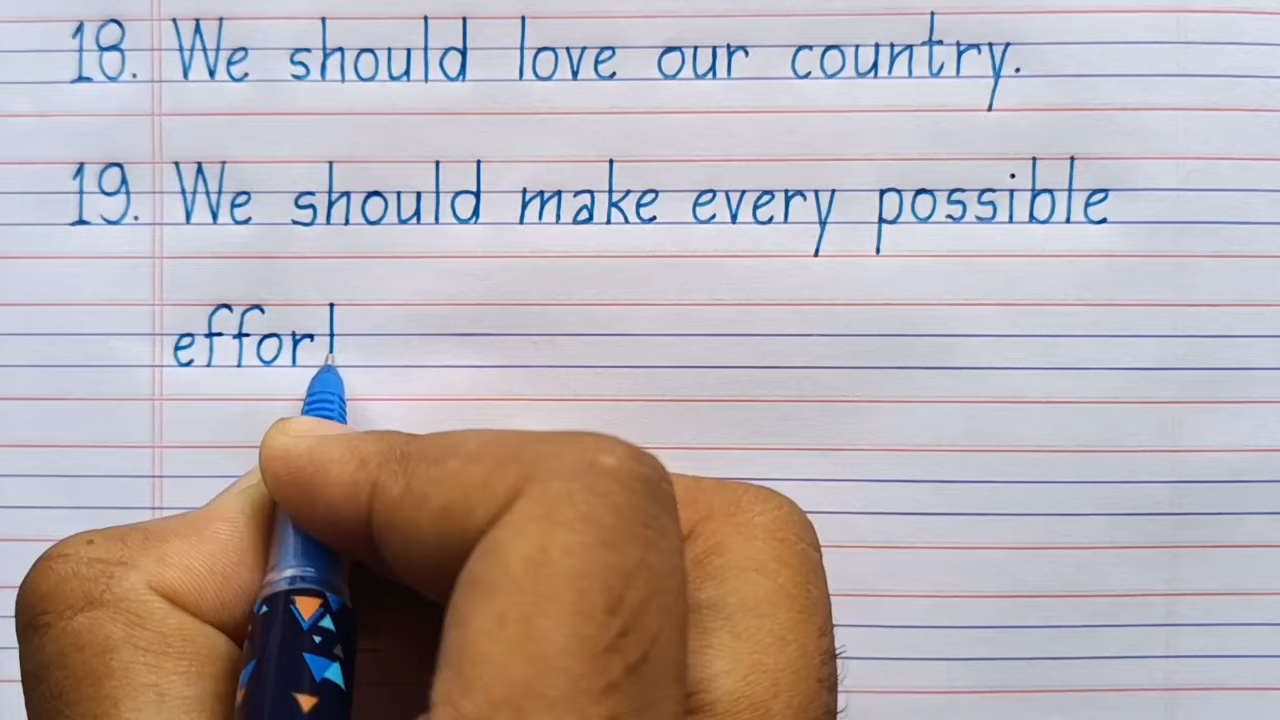 18. We should love our country.
19. We should make every possible
effor